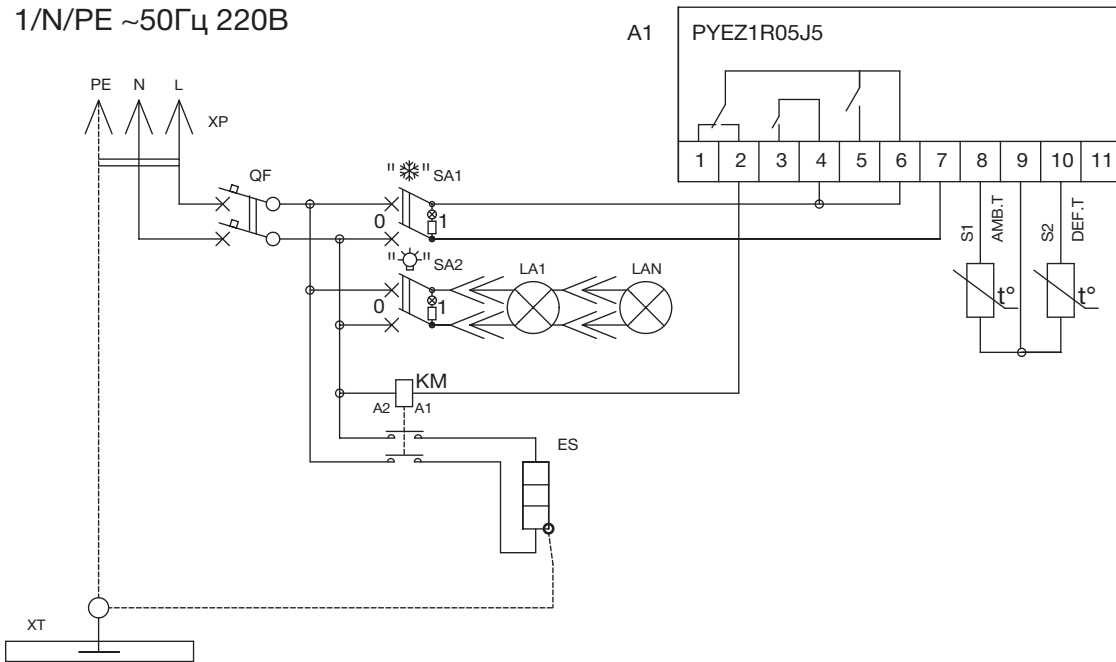 1/N/PE ~50Гц 220В
A1
PYEZ1R05J5
PE
N
L
XP
1 2 3 4 5 6 7 8 9 10 11
QF
"❄" SA1
0
1
"💡" SA2
0
1
LA1
LAN
S1
AMB.T
S2
DEF.T
t°
t°
KM
A2
A1
ES
XT